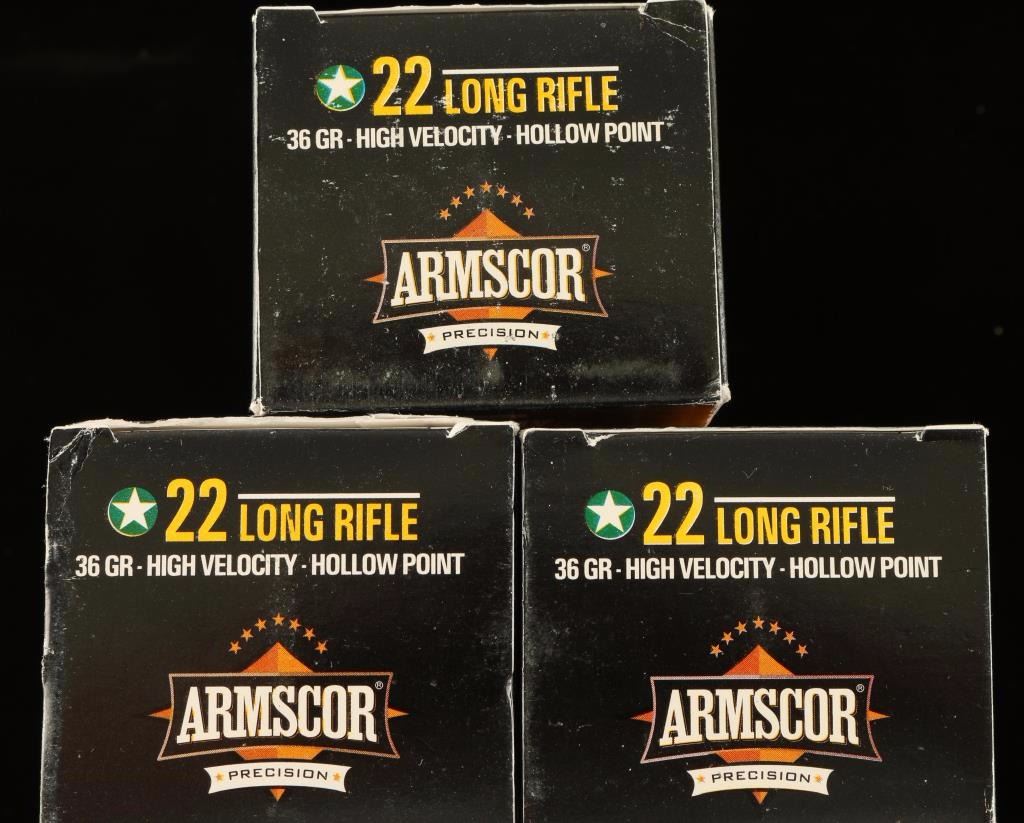 22 LONG RIFLE
36 GR - HIGH VELOCITY - HOLLOW POINT
ARMSCOR®
PRECISION
22 LONG RIFLE
36 GR - HIGH VELOCITY - HOLLOW POINT
ARMSCOR®
PRECISION
22 LONG RIFLE
36 GR - HIGH VELOCITY - HOLLOW POINT
ARMSCOR®
PRECISION